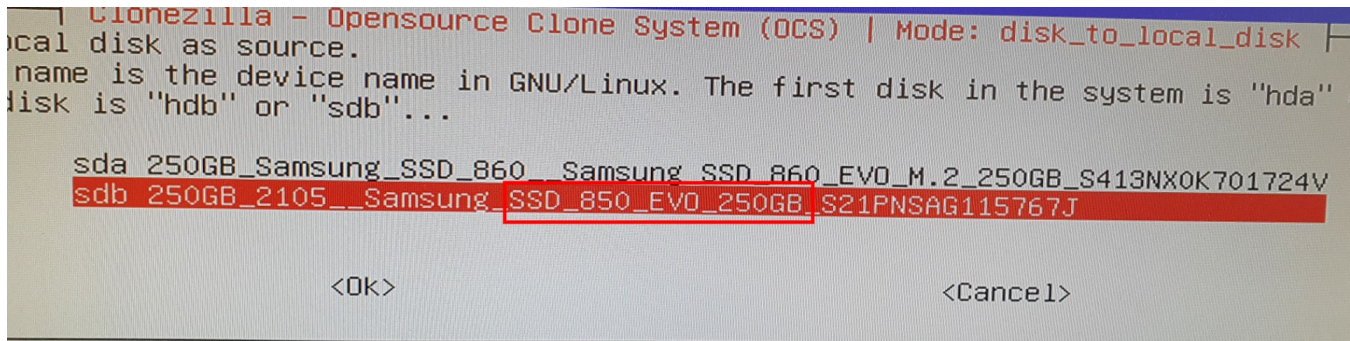 Clonezilla - Opensource Clone System (OCS) | Mode: disk_to_local_disk
ocal disk as source.
name is the device name in GNU/Linux. The first disk in the system is "hda"
disk is "hdb" or "sdb"...
sda 250GB_Samsung_SSD_860__Samsung_SSD_860_EVO_M.2_250GB_S413NX0K701724V
sdb 250GB_2105__Samsung_SSD_850_EVO_250GB_S21PNSAG115767J
<Ok> <Cancel>